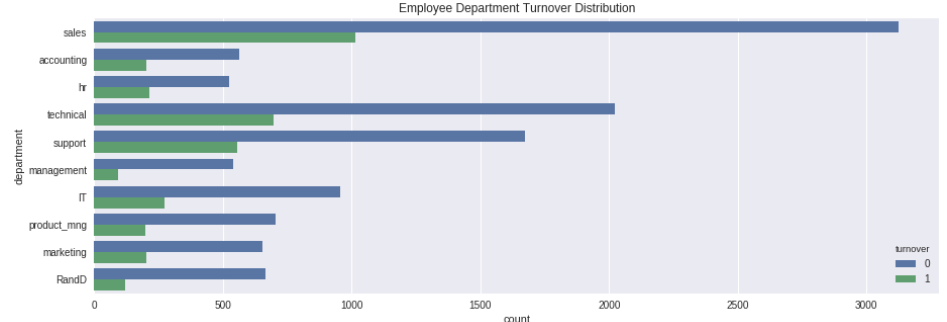 Employee Department Turnover Distribution
sales
accounting
hr
technical
support
management
IT
product_mng
marketing
RandD
department
0
500
1000
1500
2000
2500
3000
count
turnover
0
1